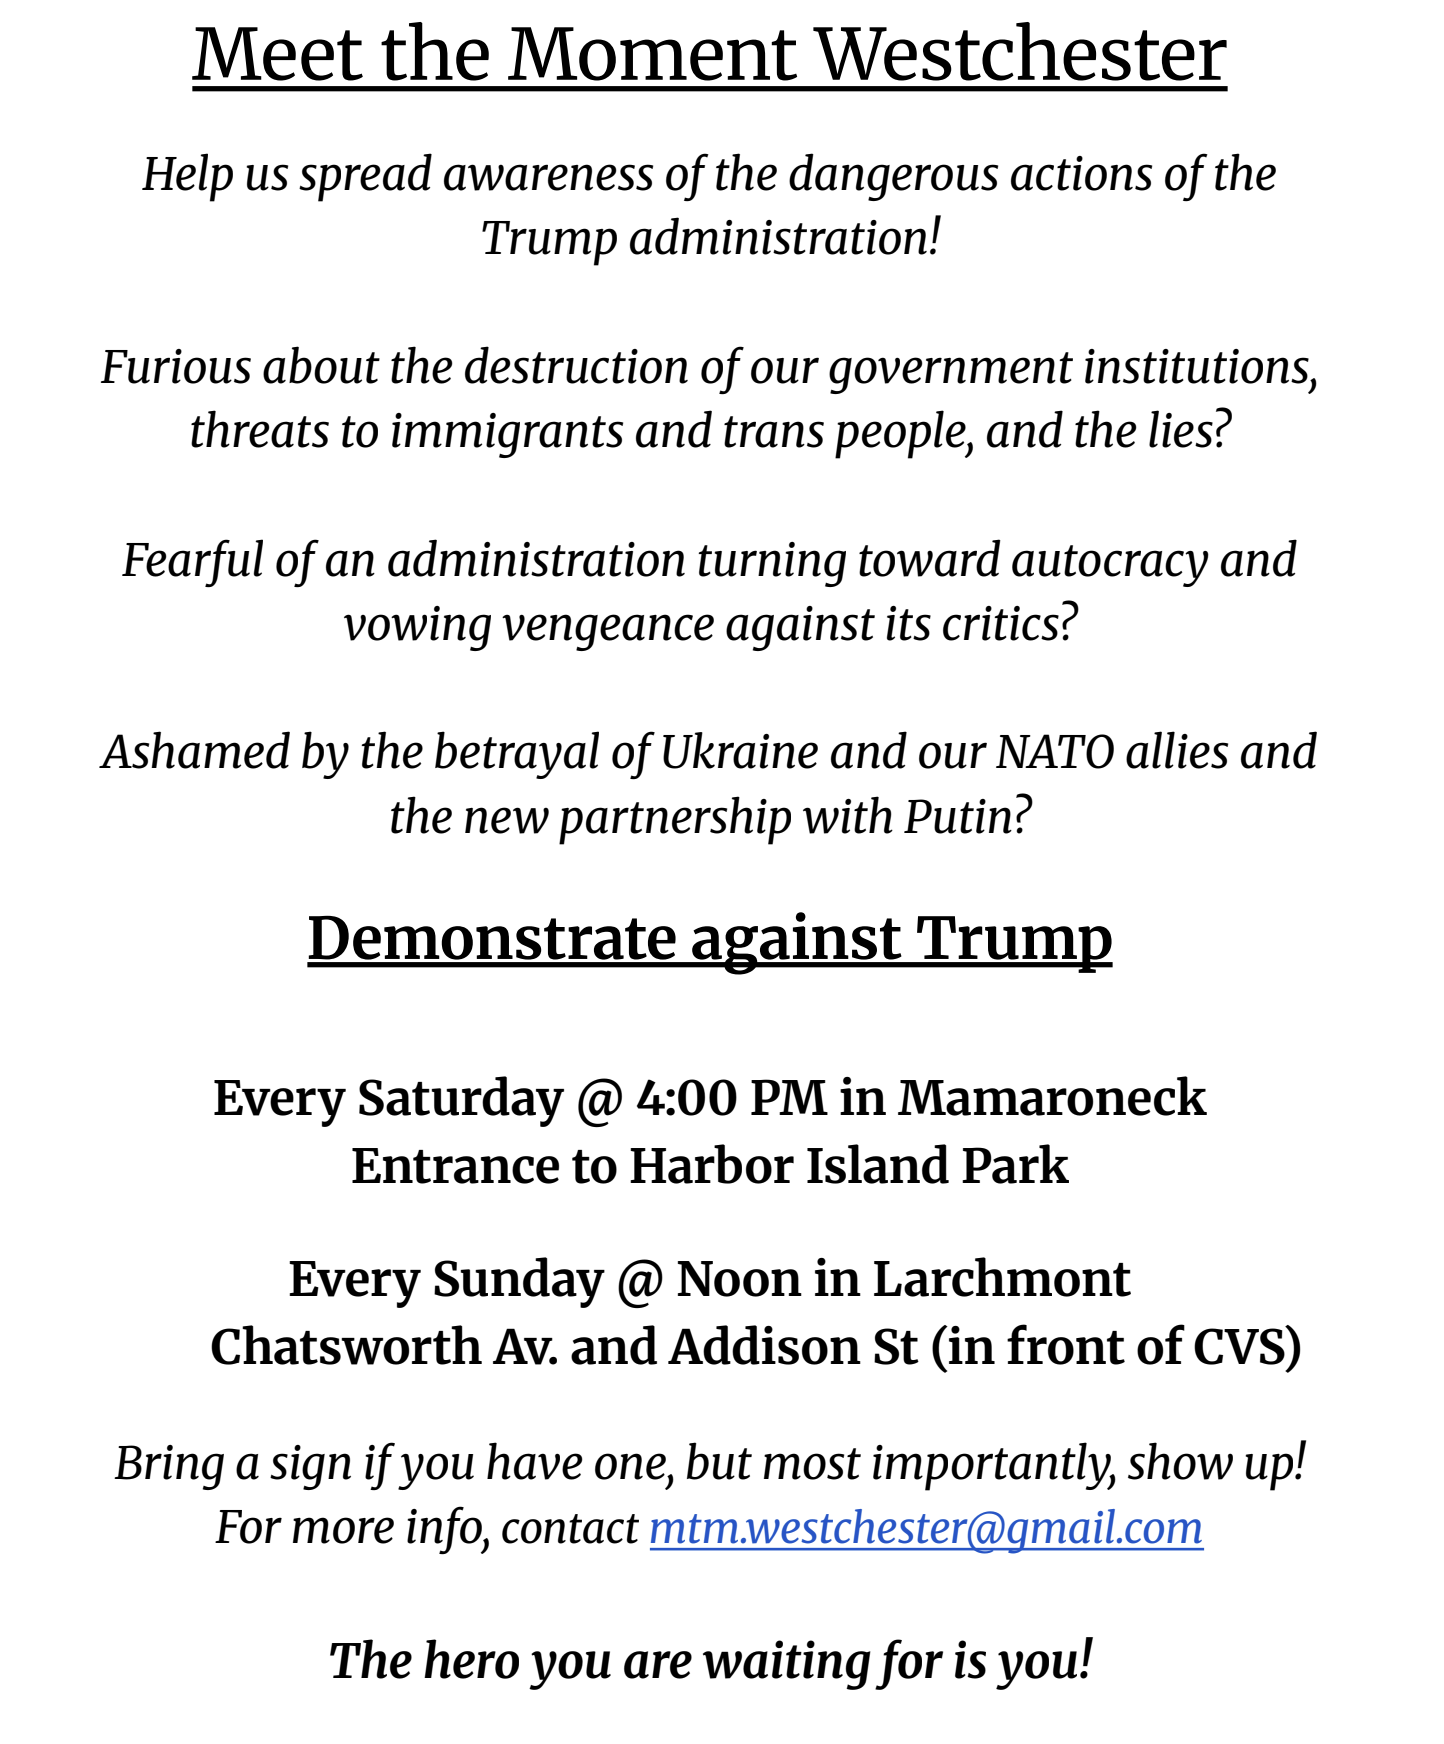 Meet the Moment Westchester
Help us spread awareness of the dangerous actions of the
Trump administration!
Furious about the destruction of our government institutions,
threats to immigrants and trans people, and the lies?
Fearful of an administration turning toward autocracy and
vowing vengeance against its critics?
Ashamed by the betrayal of Ukraine and our NATO allies and
the new partnership with Putin?
Demonstrate against Trump
Every Saturday @ 4:00 PM in Mamaroneck
Entrance to Harbor Island Park
Every Sunday @ Noon in Larchmont
Chatsworth Av. and Addison St (in front of CVS)
Bring a sign if you have one, but most importantly, show up!
For more info, contact mtm.westchester@gmail.com
The hero you are waiting for is you!